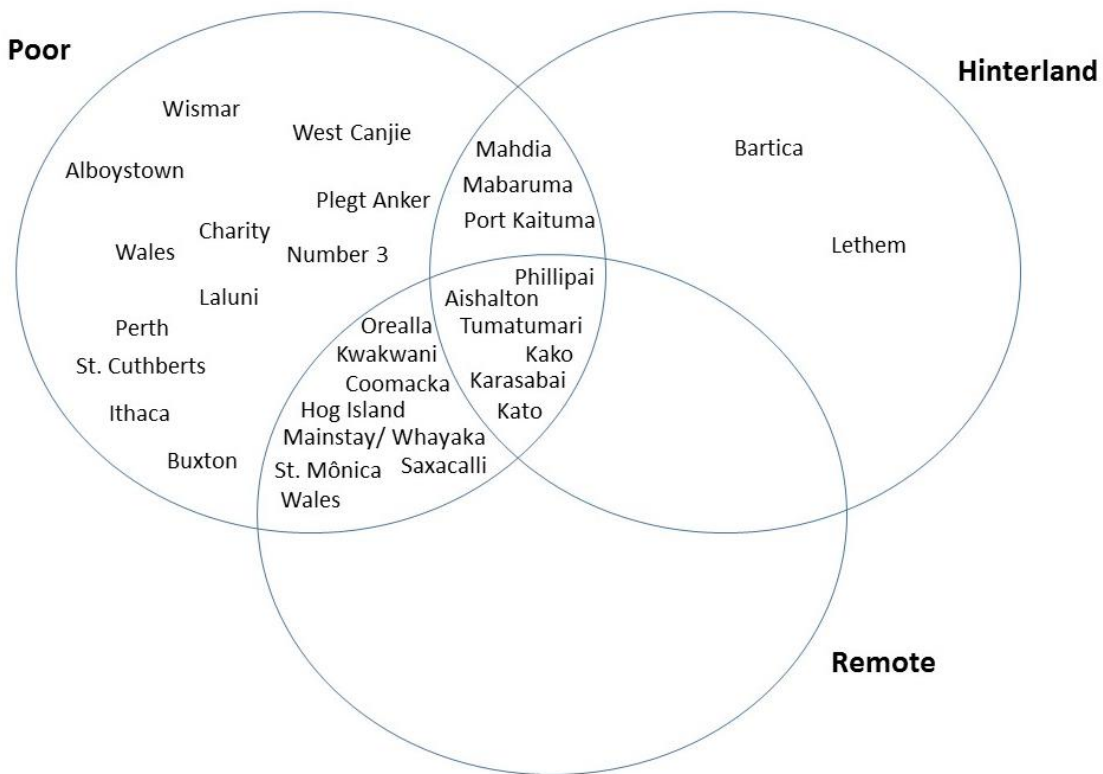 Poor
Hinterland
Wismar
West Canjie
Alboystown
Plegt Anker
Charity
Wales
Number 3
Laluni
Perth
St. Cuthberts
Ithaca
Buxton
Mahdia
Mabaruma
Port Kaituma
Bartica
Lethem
Phillipai
Aishalton
Tumatumari
Kako
Karasabai
Kato
Orealla
Kwakwani
Coomacka
Hog Island
Mainstay/ Whayaka
St. Mônica
Saxacalli
Wales
Remote